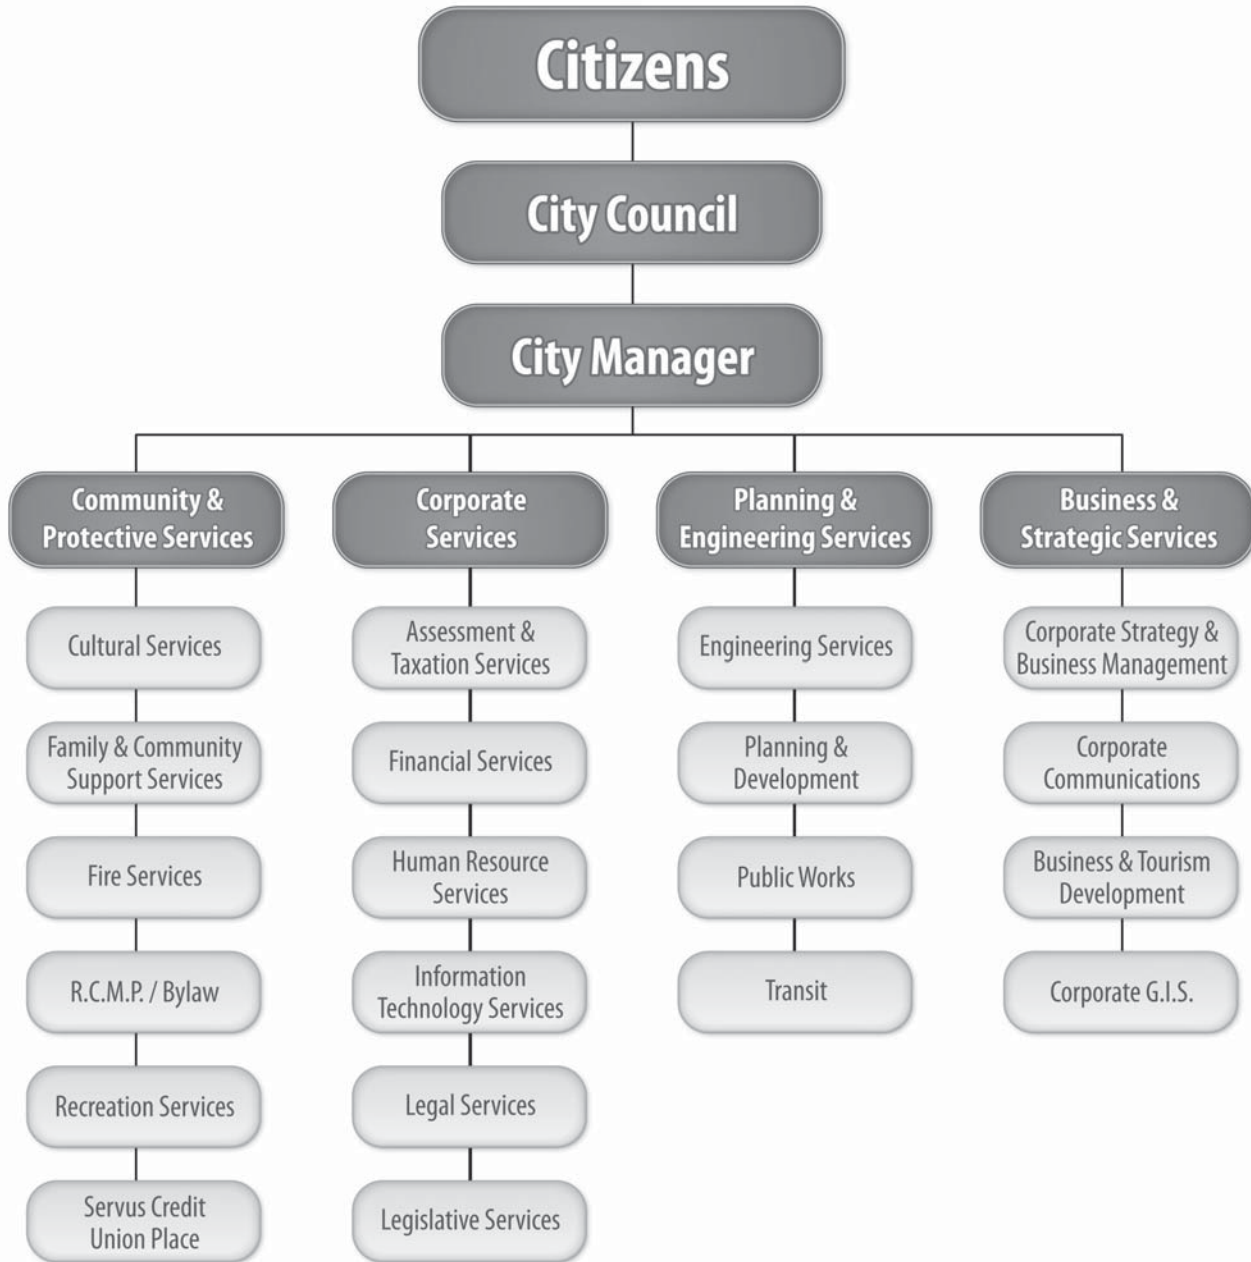 Citizens
City Council
City Manager
Community &
Protective Services
Cultural Services
Family & Community
Support Services
Fire Services
R.C.M.P. / Bylaw
Recreation Services
Servus Credit
Union Place
Corporate
Services
Assessment &
Taxation Services
Financial Services
Human Resource
Services
Information
Technology Services
Legal Services
Legislative Services
Planning &
Engineering Services
Engineering Services
Planning &
Development
Public Works
Transit
Business &
Strategic Services
Corporate Strategy &
Business Management
Corporate
Communications
Business & Tourism
Development
Corporate G.I.S.